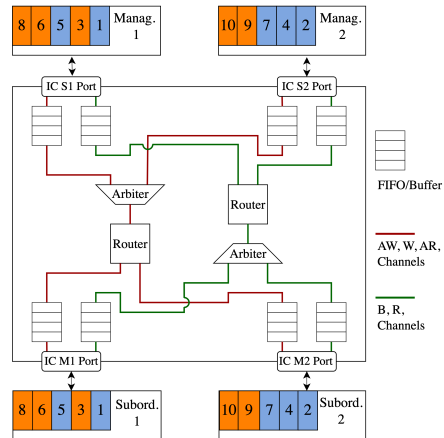 8 6 5 3 1 Manag. 1
10 9 7 4 2 Manag. 2
IC S1 Port
IC S2 Port
FIFO/Buffer
Arbiter
Router
Router
Arbiter
AW, W, AR,
Channels
B, R,
Channels
IC M1 Port
IC M2 Port
8 6 5 3 1 Subord. 1
10 9 7 4 2 Subord. 2